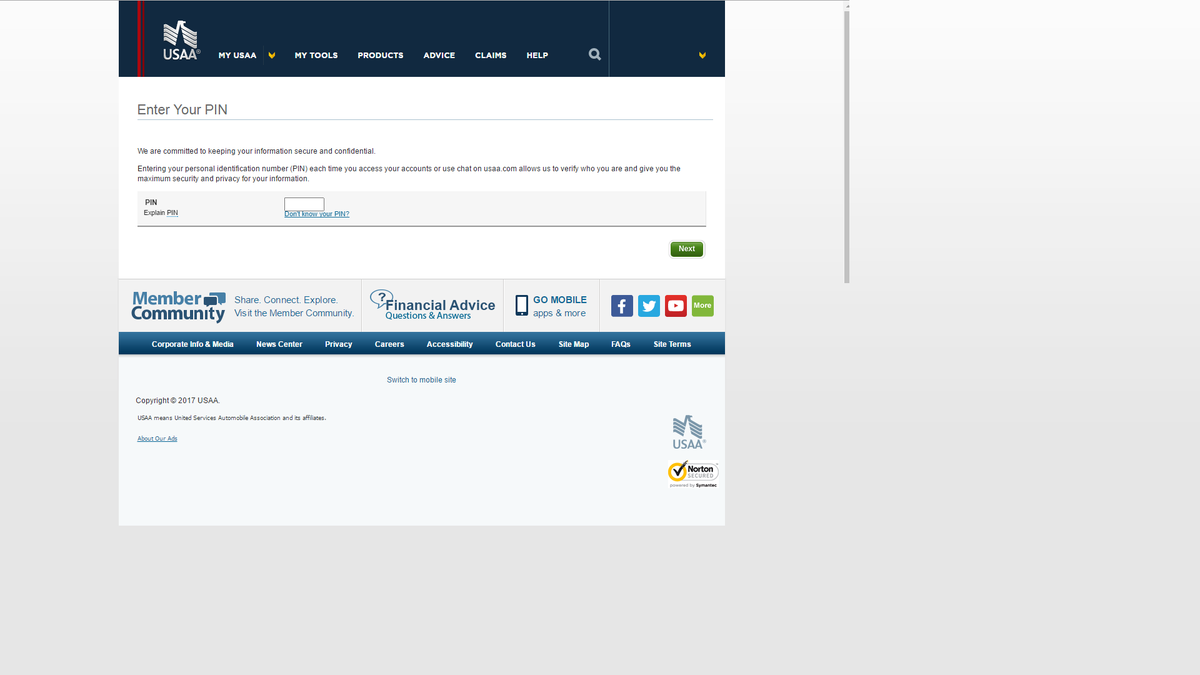 USAA®
MY USAA
MY TOOLS
PRODUCTS
ADVICE
CLAIMS
HELP
Enter Your PIN
We are committed to keeping your information secure and confidential.
Entering your personal identification number (PIN) each time you access your accounts or use chat on usaa.com allows us to verify who you are and give you the
maximum security and privacy for your information.
PIN
Explain PIN
Don't know your PIN?
Next
Member
Community
Share. Connect. Explore.
Visit the Member Community.
?
Financial Advice
Questions & Answers
GO MOBILE
apps & more
More
Corporate Info & Media
News Center
Privacy
Careers
Accessibility
Contact Us
Site Map
FAQs
Site Terms
Switch to mobile site
Copyright © 2017 USAA.
USAA means United Services Automobile Association and its affiliates.
About Our Ads
USAA®
Norton
SECURED
powered by Symantec